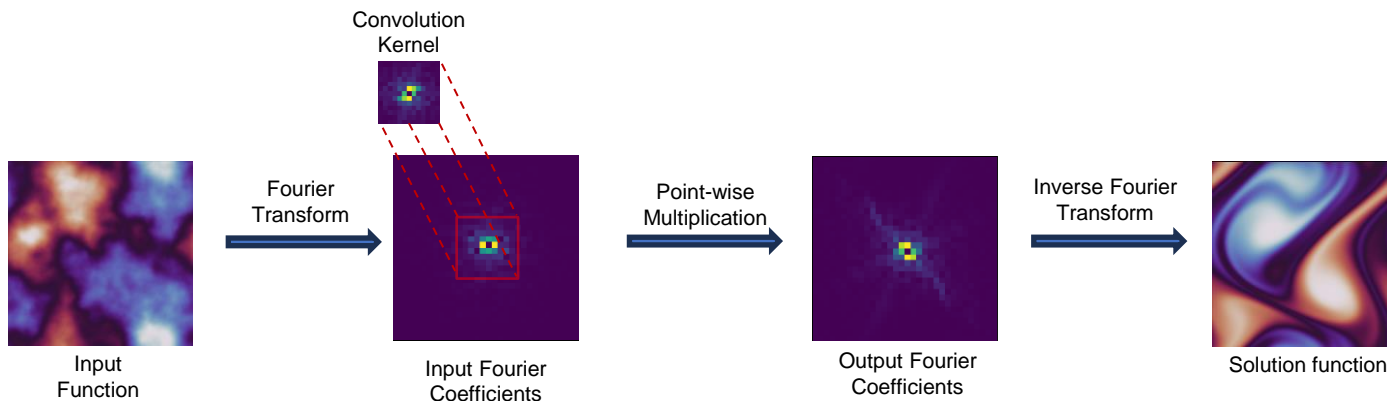 Convolution
Kernel
Fourier
Transform
Point-wise
Multiplication
Inverse Fourier
Transform
Input
Function
Input Fourier
Coefficients
Output Fourier
Coefficients
Solution function